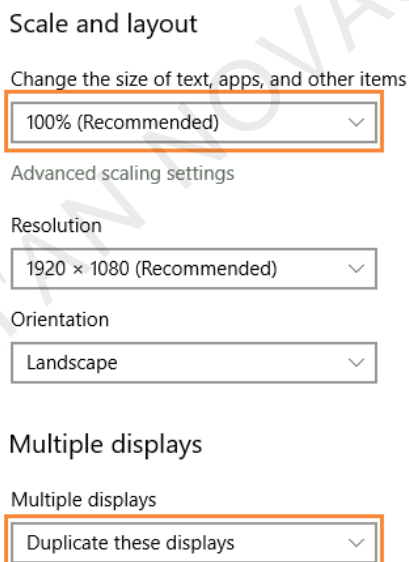 Scale and layout
Change the size of text, apps, and other items
100% (Recommended)
Advanced scaling settings
Resolution
1920 × 1080 (Recommended)
Orientation
Landscape
Multiple displays
Multiple displays
Duplicate these displays